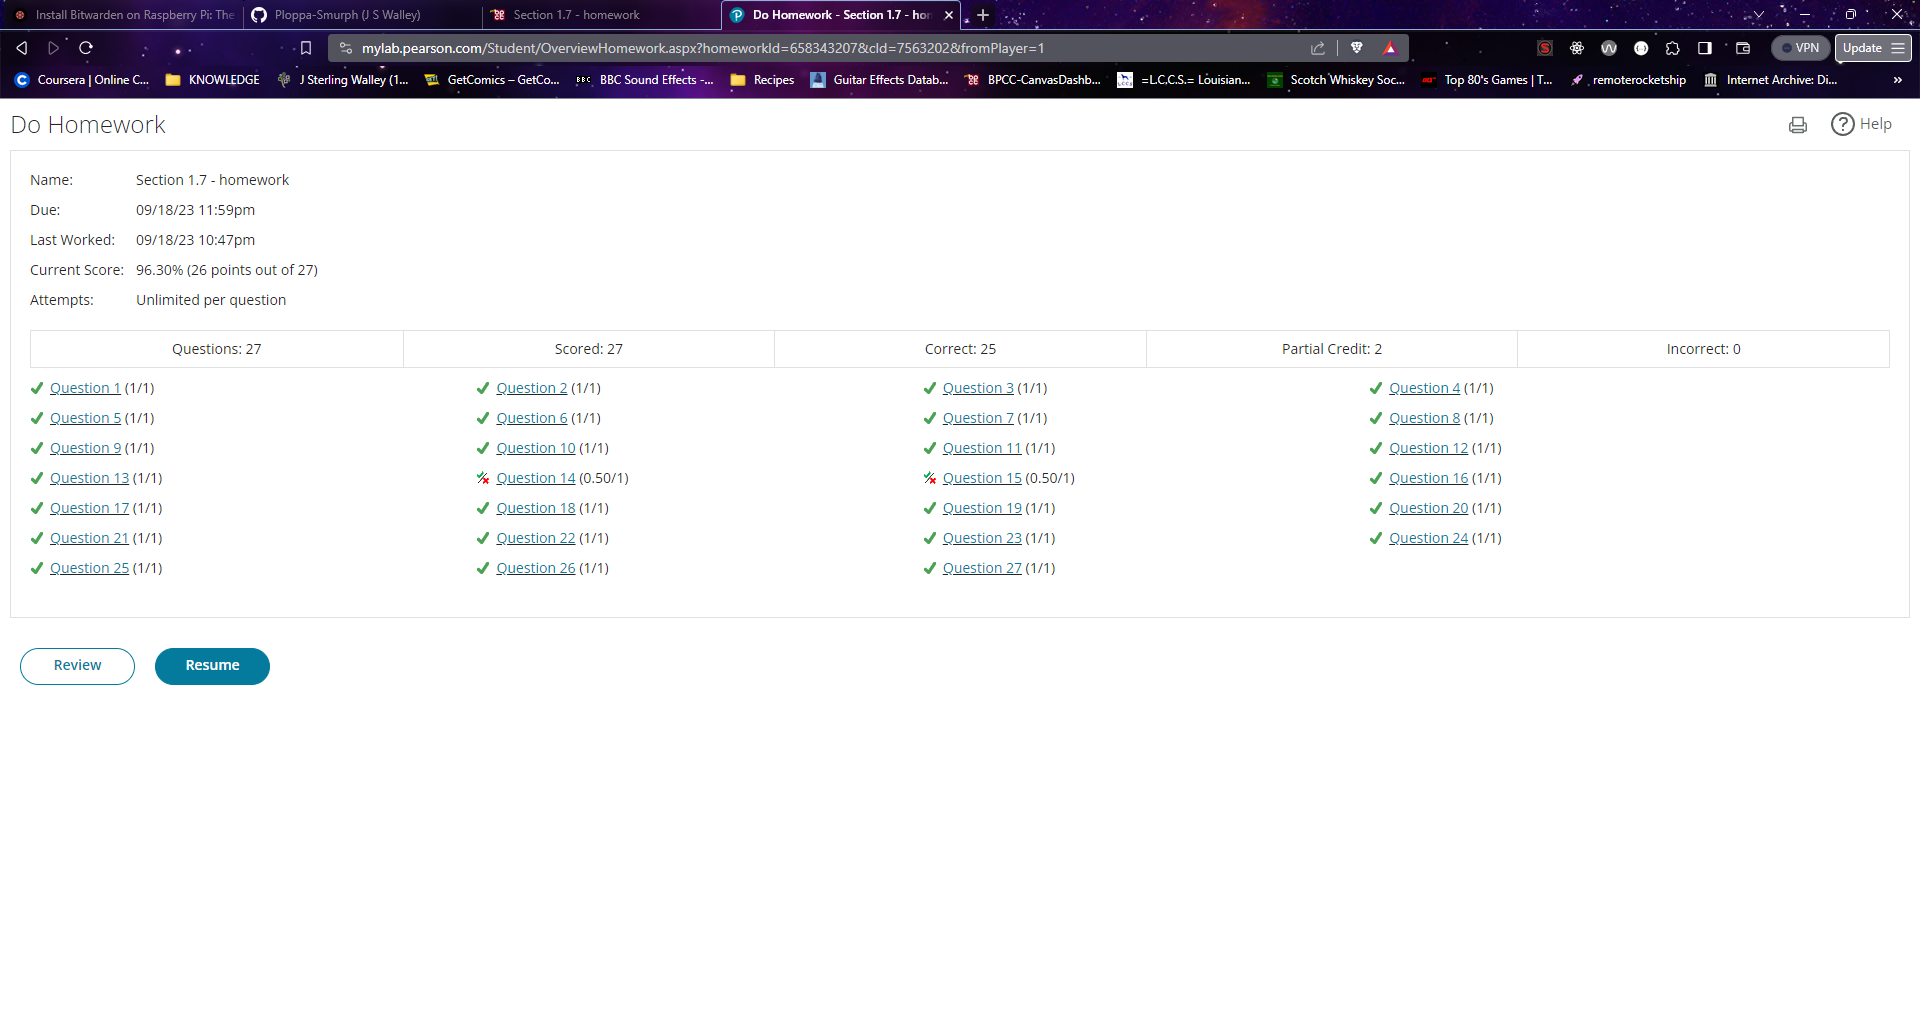 Install Bitwarden on Raspberry Pi: The
Ploppa-Smurph (J S Walley)
Section 1.7 - homework
Do Homework - Section 1.7 - hon
mylab.pearson.com/Student/OverviewHomework.aspx?homeworkId=658343207&cId=7563202&fromPlayer=1
VPN
Update
Coursera | Online C...
KNOWLEDGE
J Sterling Walley (1...
GetComics – GetCo...
BBC BBC Sound Effects -...
Recipes
Guitar Effects Datab...
BPCC-CanvasDashb...
=L.C,C.S.= Louisian...
Scotch Whiskey Soc...
Top 80's Games | T...
remoterocketship
Internet Archive: Di...
Do Homework
Help
Name: Section 1.7 - homework
Due: 09/18/23 11:59pm
Last Worked: 09/18/23 10:47pm
Current Score: 96.30% (26 points out of 27)
Attempts: Unlimited per question
Questions: 27 Scored: 27 Correct: 25 Partial Credit: 2 Incorrect: 0
Question 1 (1/1) Question 2 (1/1) Question 3 (1/1) Question 4 (1/1)
Question 5 (1/1) Question 6 (1/1) Question 7 (1/1) Question 8 (1/1)
Question 9 (1/1) Question 10 (1/1) Question 11 (1/1) Question 12 (1/1)
Question 13 (1/1) Question 14 (0.50/1) Question 15 (0.50/1) Question 16 (1/1)
Question 17 (1/1) Question 18 (1/1) Question 19 (1/1) Question 20 (1/1)
Question 21 (1/1) Question 22 (1/1) Question 23 (1/1) Question 24 (1/1)
Question 25 (1/1) Question 26 (1/1) Question 27 (1/1)
Review
Resume